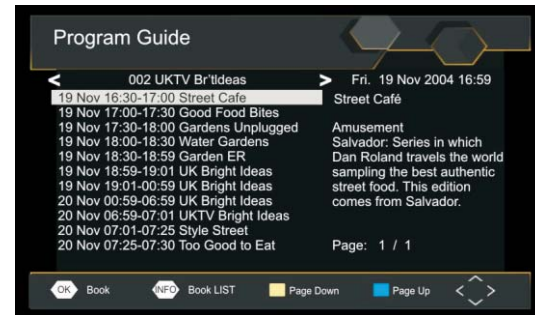 Program Guide
< 002 UKTV Br'tIdeas > Fri. 19 Nov 2004 16:59
19 Nov 16:30-17:00 Street Cafe
19 Nov 17:00-17:30 Good Food Bites
19 Nov 17:30-18:00 Gardens Unplugged
19 Nov 18:00-18:30 Water Gardens
19 Nov 18:30-18:59 Garden ER
19 Nov 18:59-19:01 UK Bright Ideas
19 Nov 19:01-00:59 UK Bright Ideas
20 Nov 00:59-06:59 UK Bright Ideas
20 Nov 06:59-07:01 UKTV Bright Ideas
20 Nov 07:01-07:25 Style Street
20 Nov 07:25-07:30 Too Good to Eat
Street Café
Amusement
Salvador: Series in which
Dan Roland travels the world
sampling the best authentic
street food. This edition
comes from Salvador.
Page: 1 / 1
OK Book INFO Book LIST Page Down Page Up